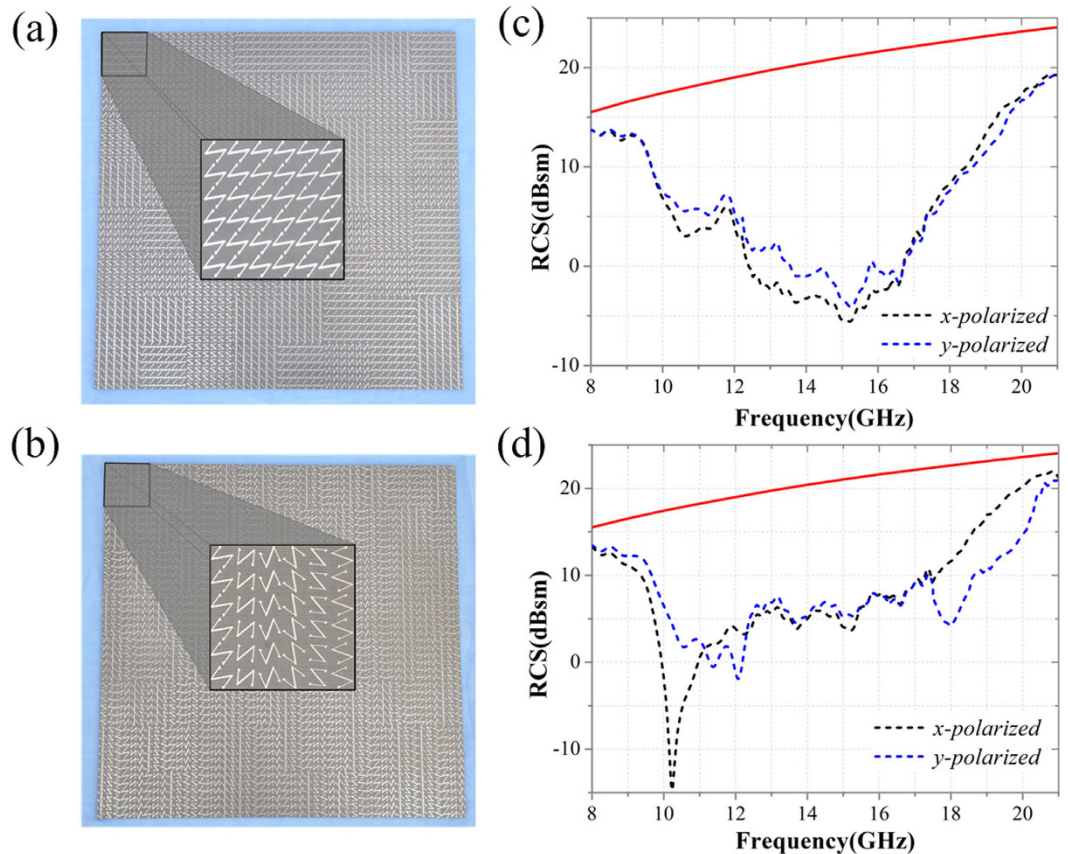 (a)
(c)
RCS(dBsm)
20
10
0
-10
8
10
12
14
16
18
20
Frequency(GHz)
x-polarized
y-polarized
(b)
(d)
RCS(dBsm)
20
10
0
-10
8
10
12
14
16
18
20
Frequency(GHz)
x-polarized
y-polarized